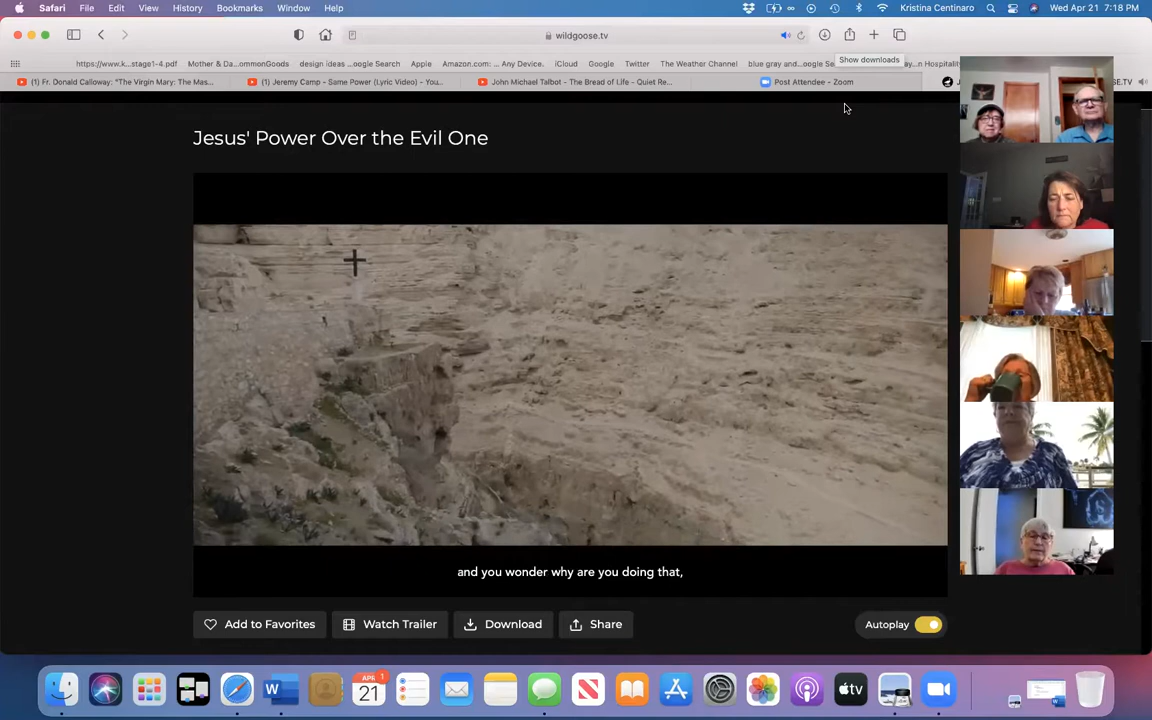 Safari File Edit View History Bookmarks Window Help
Kristina Centinaro Wed Apr 21 7:18 PM
wildgoose.tv
https://www.k...stage1-4.pdf Mother & Da...ommonGoods design ideas ...oogle Search Apple Amazon.com: ... Any Device. iCloud Google Twitter The Weather Channel blue gray and...oogle Search
Show downloads
(1) Fr. Donald Calloway: "The Virgin Mary: The Mas... (1) Jeremy Camp - Same Power (Lyric Video) - You... John Michael Talbot - The Bread of Life - Quiet Re... Post Attendee - Zoom
Jesus' Power Over the Evil One
and you wonder why are you doing that,
Add to Favorites Watch Trailer Download Share Autoplay
APR 21 1
W tv